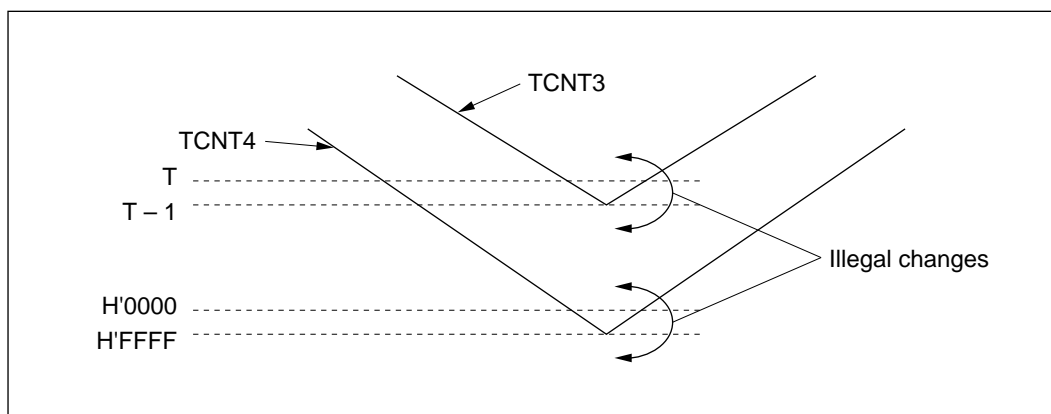 TCNT3
TCNT4
T
T – 1
Illegal changes
H'0000
H'FFFF